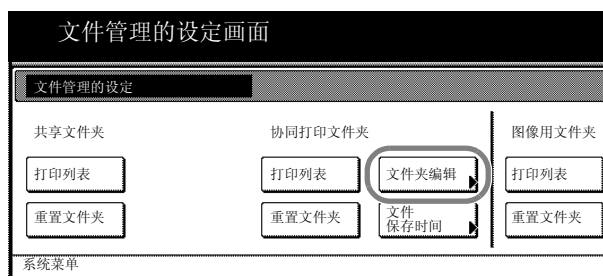 文件管理的设定画面
文件管理的设定
共享文件夹
协同打印文件夹
图像用文件夹
打印列表
打印列表
文件夹编辑
打印列表
重置文件夹
重置文件夹
文件
保存时间
重置文件夹
系统菜单